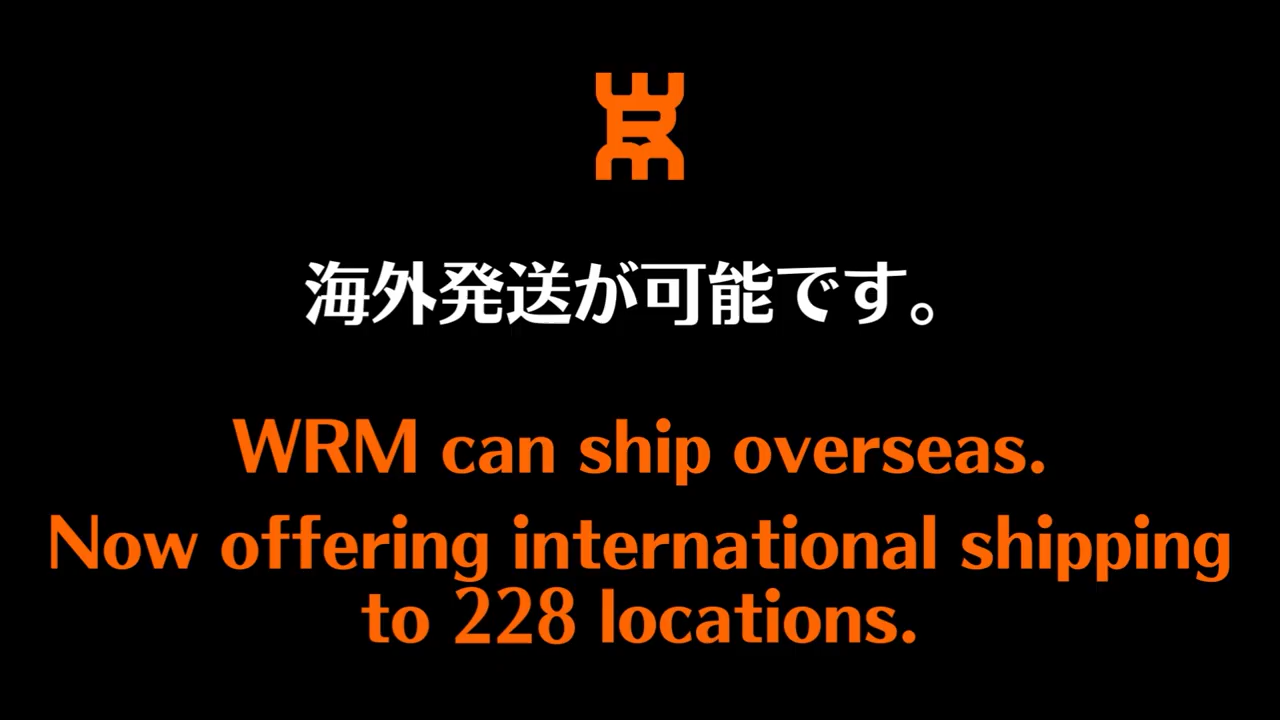 海外発送が可能です。
WRM can ship overseas.
Now offering international shipping
to 228 locations.